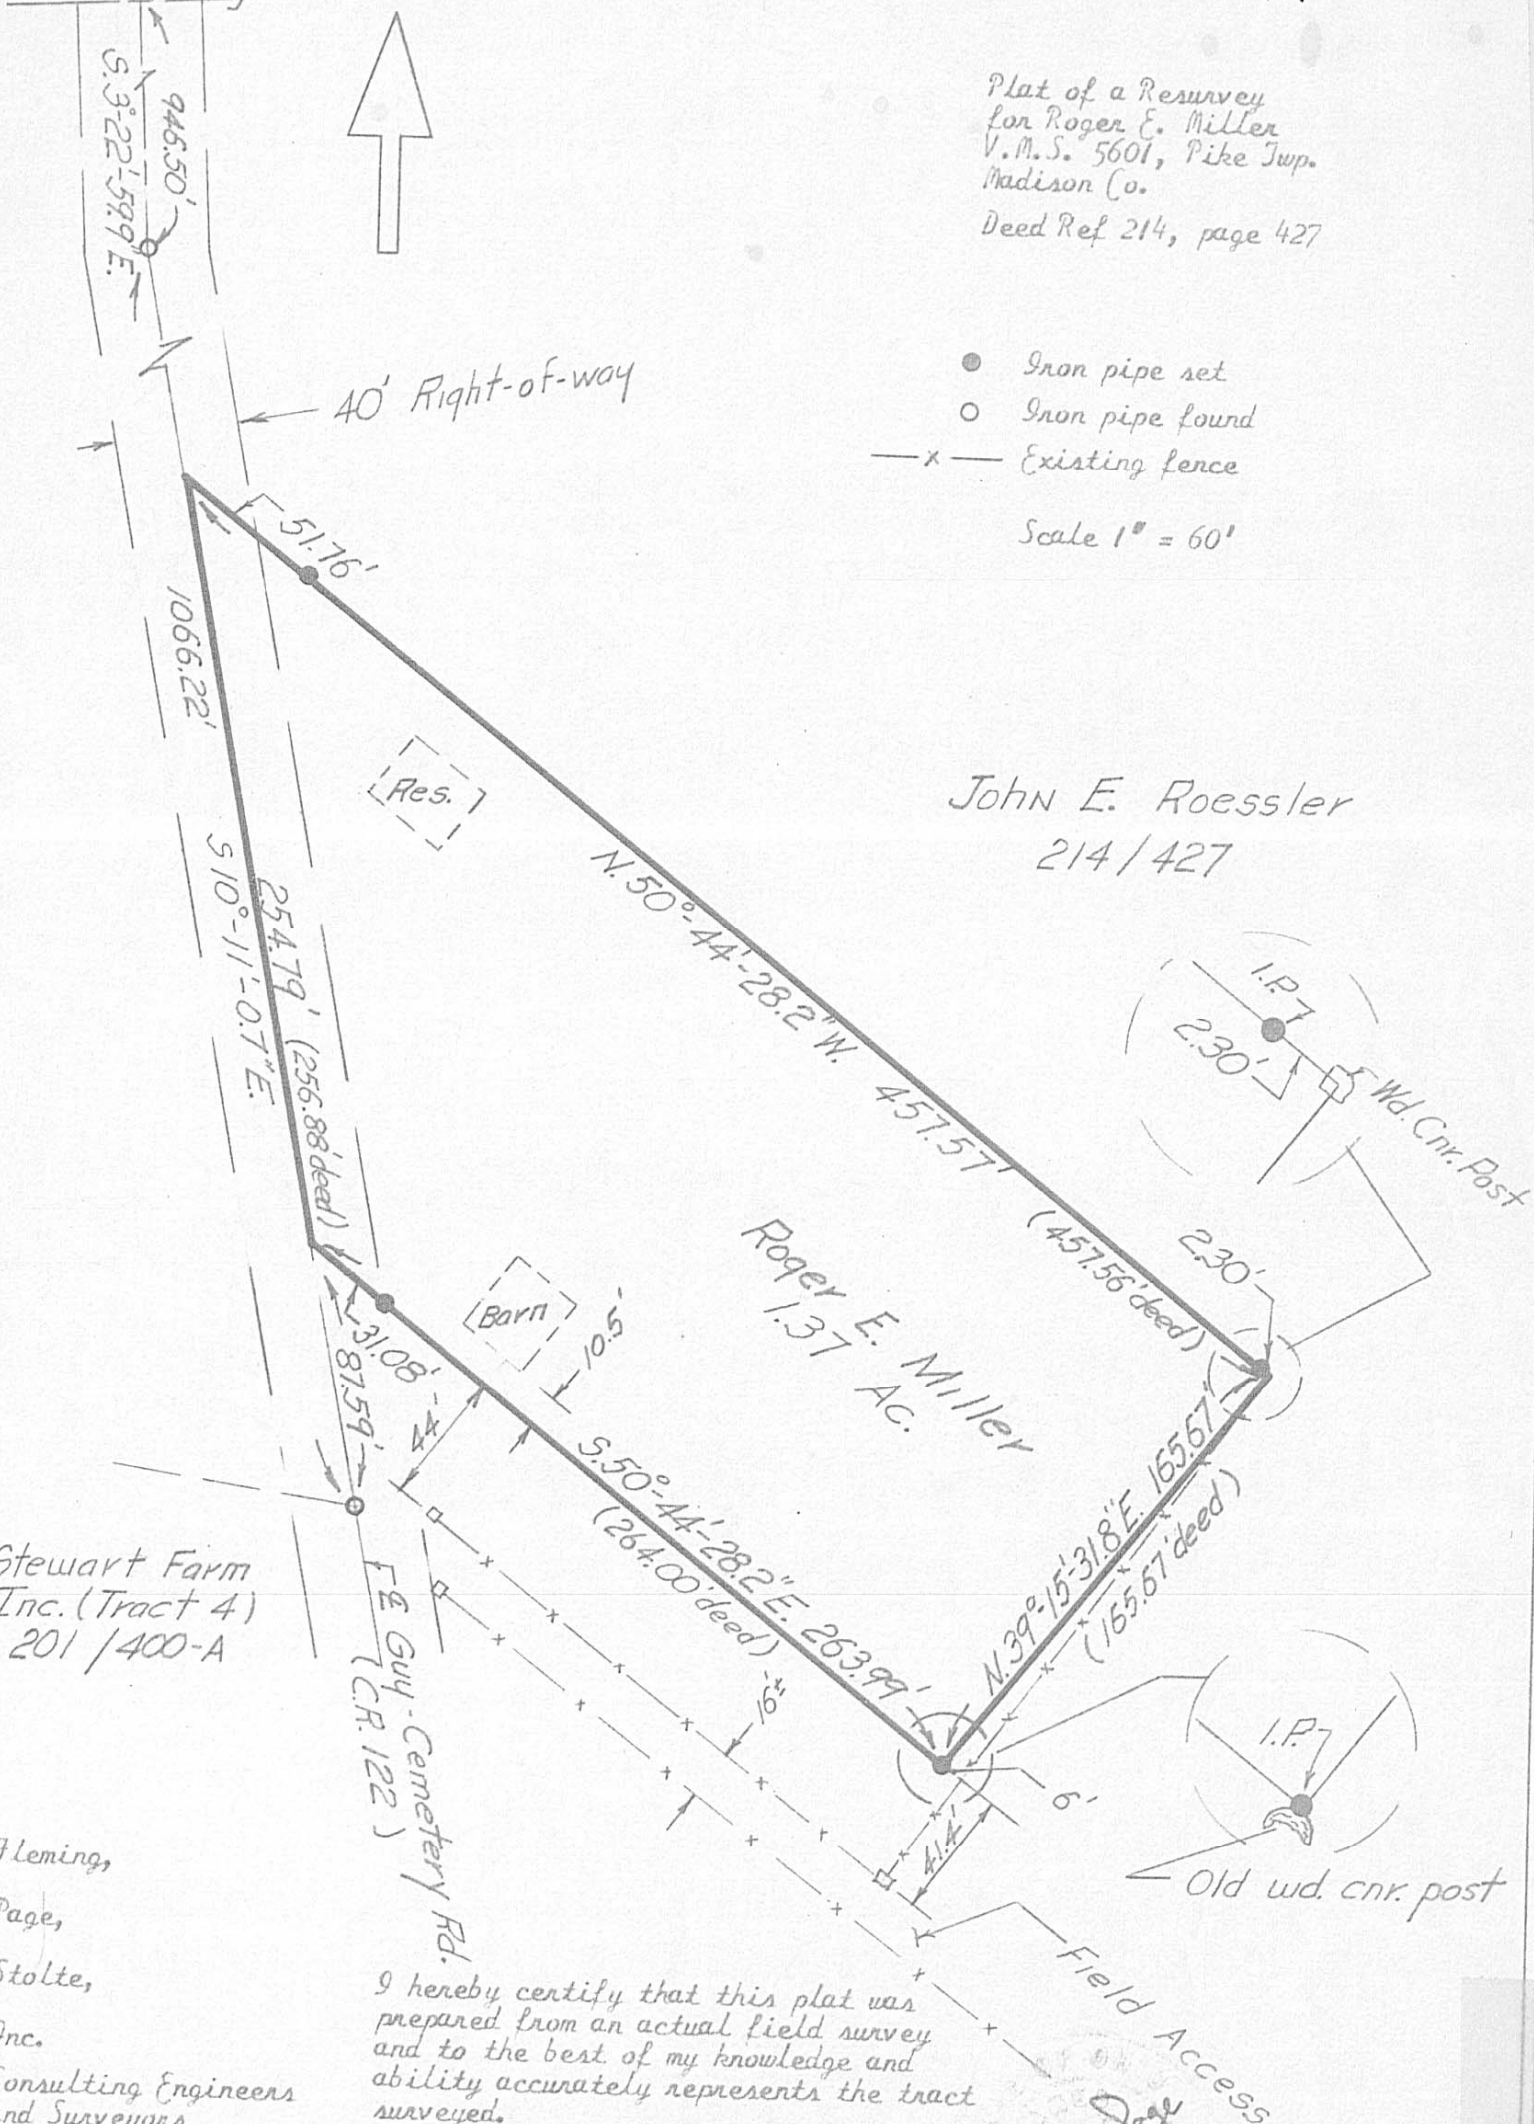 Plat of a Resurvey
for Roger E. Miller
V.M.S. 5601, Pike Twp.
Madison Co.
Deed Ref 214, page 427
946.50'
S. 3°-22'-59.9"E.
40' Right-of-way
Iron pipe set
Iron pipe found
Existing fence
Scale 1" = 60'
51.76'
1066.22'
Res.
John E. Roessler
214/427
N. 50°-44'-28.2"W. 457.57'
(457.56' deed)
S 10°-11'-0.7"E.
254.79' (256.88' deed)
I.P.
2.30'
Wd. Cnr. Post
2.30'
Roger E. Miller
1.37 Ac.
Barn
10.5'
31.08'
87.59'
44'
S. 50°-44'-28.2"E. 263.99'
(264.00' deed)
N. 39°-15'-31.8"E. 165.67'
(165.67' deed)
Stewart Farm
Inc. (Tract 4)
201/400-A
℄ Guy-Cemetery Rd.
(C.R. 122)
16'±
6'
41.4'
I.P.
Old wd. cnr. post
Field Access
Fleming,
Page,
Stolte,
Inc.
Consulting Engineers
and Surveyors
I hereby certify that this plat was
prepared from an actual field survey
and to the best of my knowledge and
ability accurately represents the tract
surveyed.